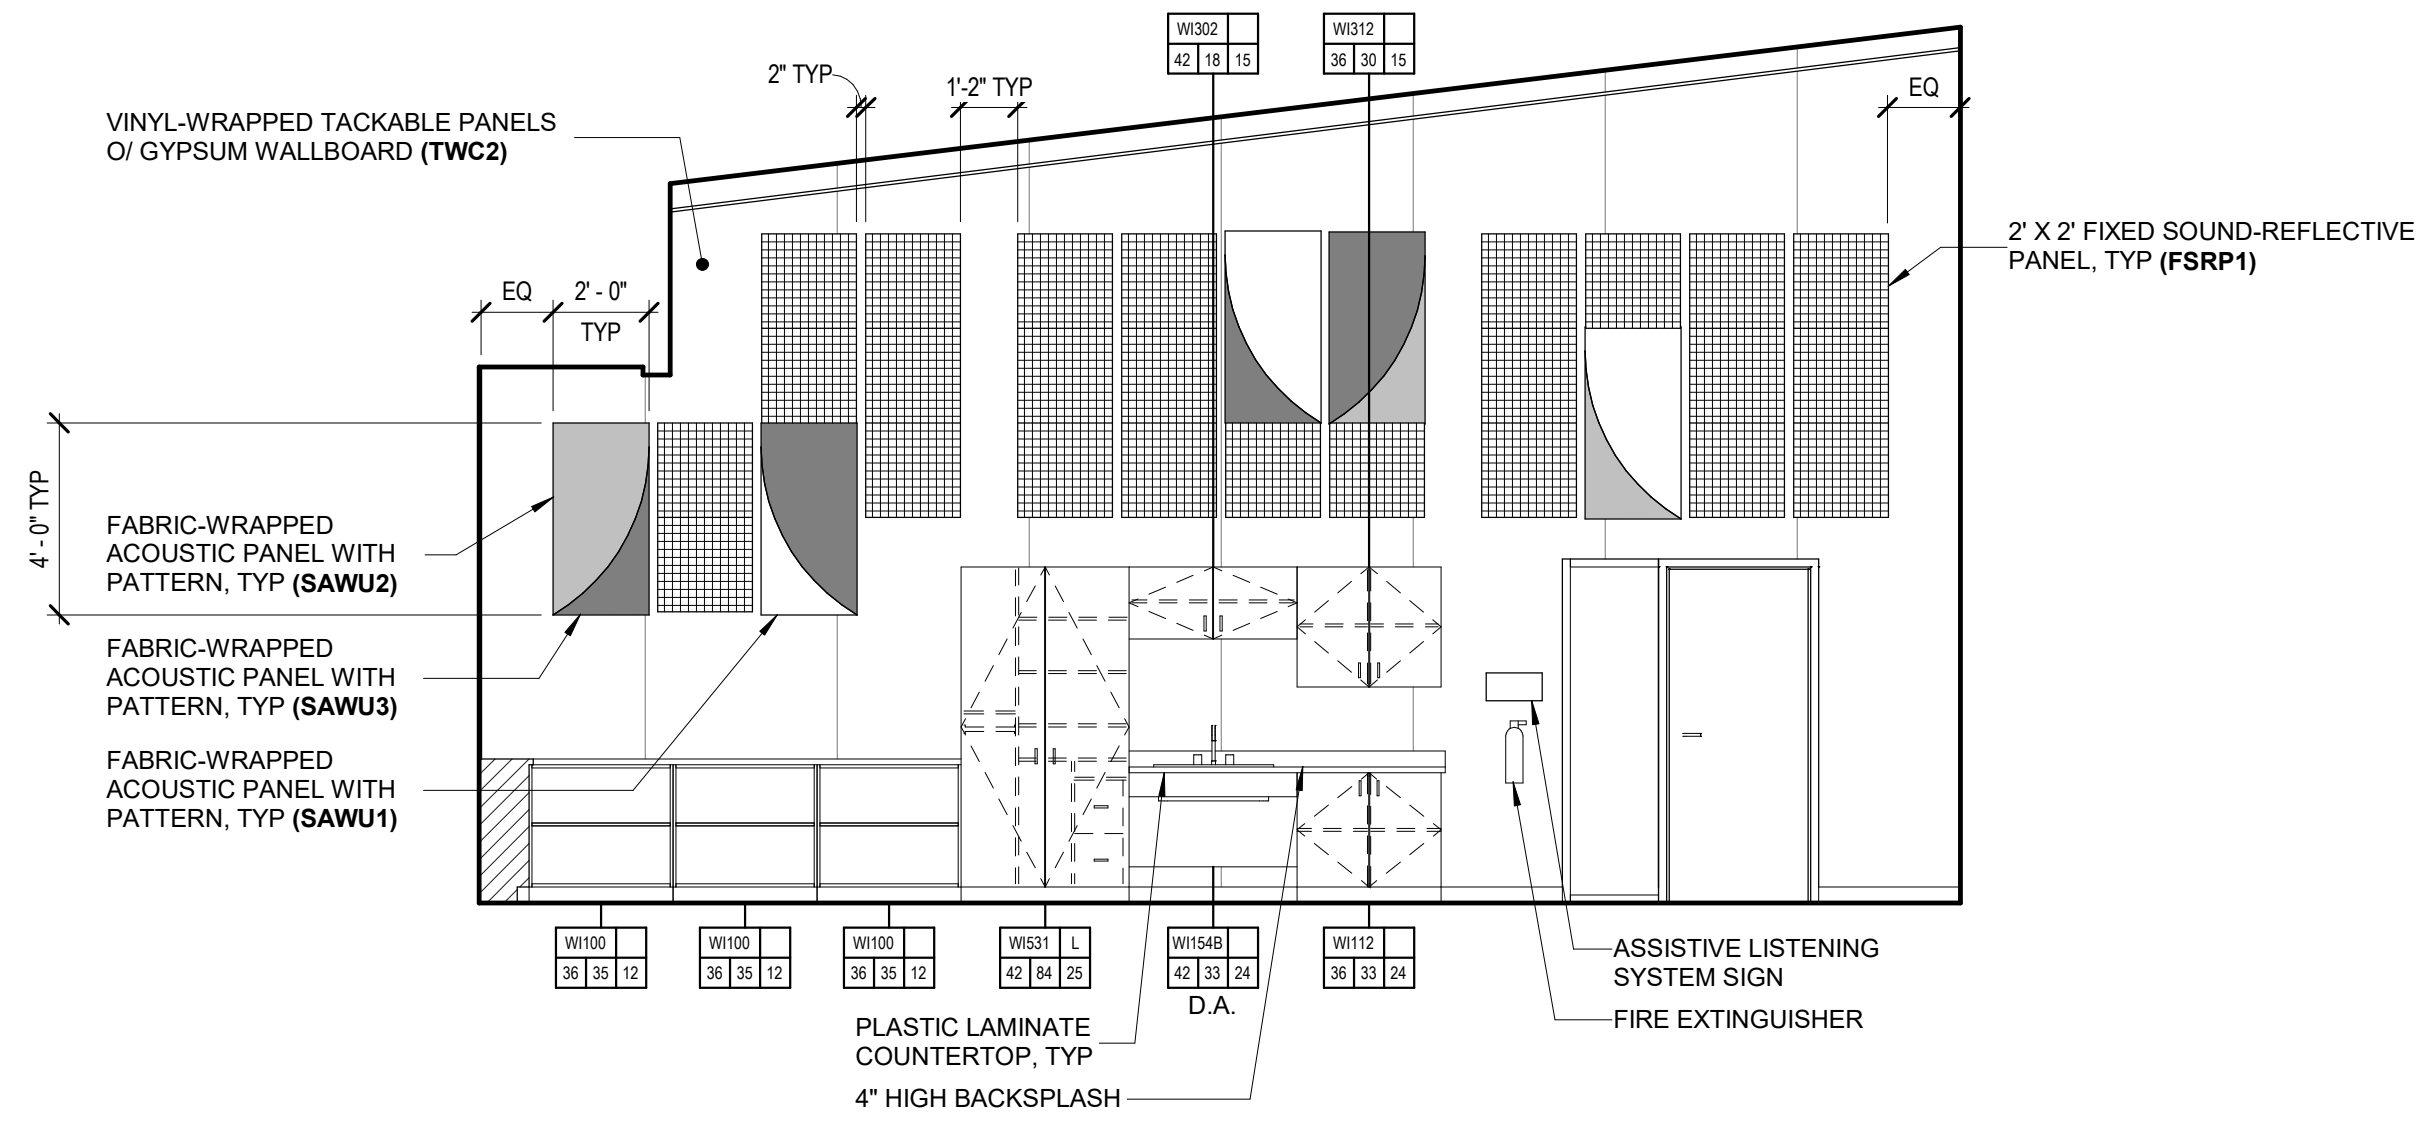 WI302
42 18 15
WI312
36 30 15
2" TYP
1'-2" TYP
EQ
VINYL-WRAPPED TACKABLE PANELS
O/ GYPSUM WALLBOARD (TWC2)
2' X 2' FIXED SOUND-REFLECTIVE
PANEL, TYP (FSRP1)
EQ
2' - 0"
TYP
4' - 0" TYP
FABRIC-WRAPPED
ACOUSTIC PANEL WITH
PATTERN, TYP (SAWU2)
FABRIC-WRAPPED
ACOUSTIC PANEL WITH
PATTERN, TYP (SAWU3)
FABRIC-WRAPPED
ACOUSTIC PANEL WITH
PATTERN, TYP (SAWU1)
WI100
36 35 12
WI100
36 35 12
WI100
36 35 12
WI531 L
42 84 25
WI154B
42 33 24
D.A.
WI112
36 33 24
ASSISTIVE LISTENING
SYSTEM SIGN
FIRE EXTINGUISHER
PLASTIC LAMINATE
COUNTERTOP, TYP
4" HIGH BACKSPLASH